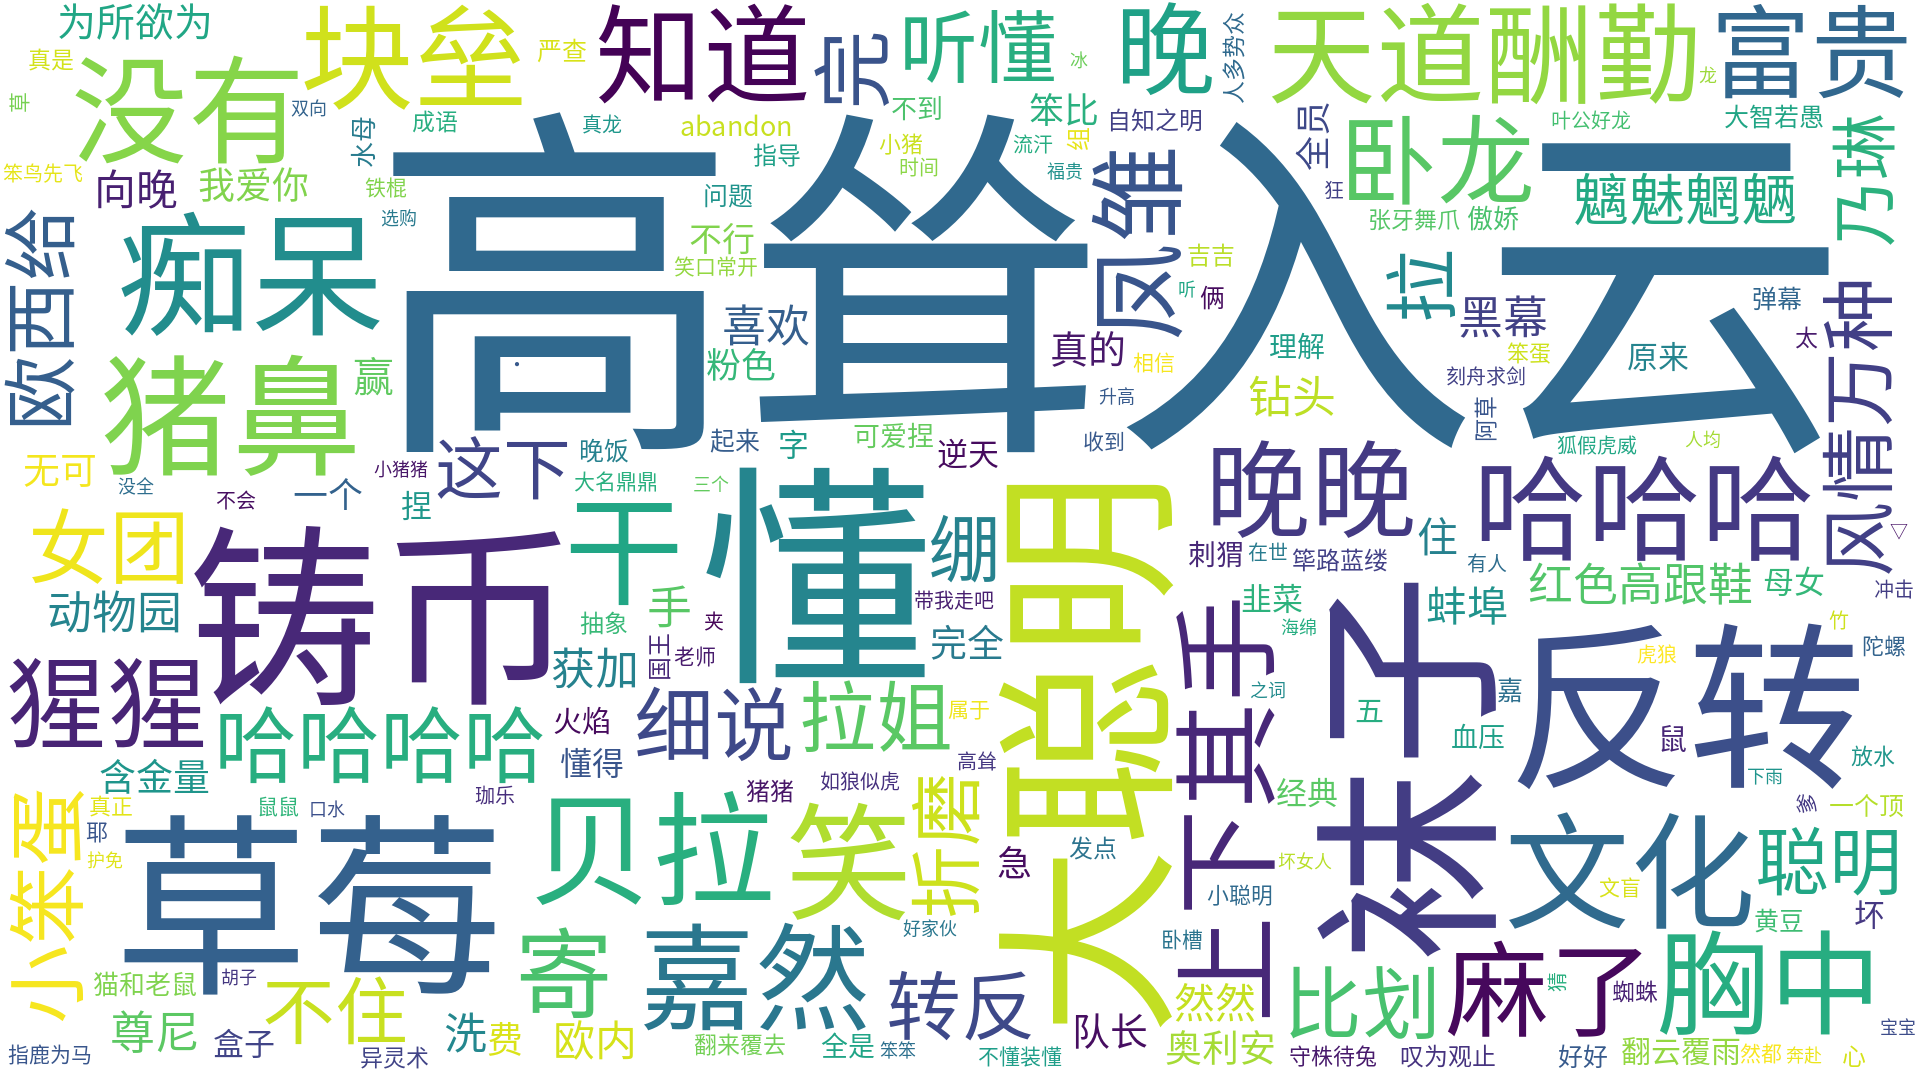 为所欲为
块垒
严查
知道
完
听懂
冰
晚
人多势众
天道酬勤
龙
富贵
真是
没有
草
双向
水母
成语
真龙
abandon
不到
笨比
自知之明
全员
卧龙
叶公好龙
大智若愚
乃琳
高耸入云
指导
小猪
时间
流汗
组
福贵
凤雏
狂
魑魅魍魉
笨鸟先飞
向晚
我爱你
铁棍
选购
问题
不行
笑口常开
张牙舞爪
傲娇
欧西给
痴呆
喜欢
吉吉
听
俩
拉
黑幕
弹幕
太
风情万种
猪鼻
赢
粉色
真的
相信
理解
笨蛋
原来
钻头
刻舟求剑
升高
阿草
起来
字
可爱捏
逆天
收到
狐假虎威
人均
无可
没全
不会
一个
小猪猪
这下
晚饭
大名鼎鼎
三个
捏
懂
大聪明
晚晚
哈哈哈
▽
女团
铸币
干
绷
刺猬
在世
筚路蓝缕
住
有人
红色高跟鞋
母女
冲击
动物园
抽象
手
夹
带我走吧
完全
韭菜
海绵
蚌埠
竹
国王
老师
获加
上下其手
袜子
反转
虎狼
陀螺
猩猩
哈哈哈哈
火焰
细说
拉姐
属于
之词
五
嘉
血压
鼠
放水
含金量
懂得
高耸
下雨
小笨蛋
真正
耶
护免
鼠鼠
口水
珈乐
猪猪
如狼似虎
折磨
经典
爹
一个顶
草莓
贝拉
笑
急
发点
坏女人
小聪明
文化
文盲
聪明
黄豆
坏
好家伙
卧槽
猫和老鼠
胡子
不住
寄
嘉然
转反
然然
比划
麻了
猜
蜘蛛
胸中
宝宝
指鹿为马
尊尼
盒子
异灵术
洗
费
欧内
翻来覆去
全是
笨笨
不懂装懂
队长
奥利安
守株待兔
叹为观止
好好
翻云覆雨
然都
奔赴
心